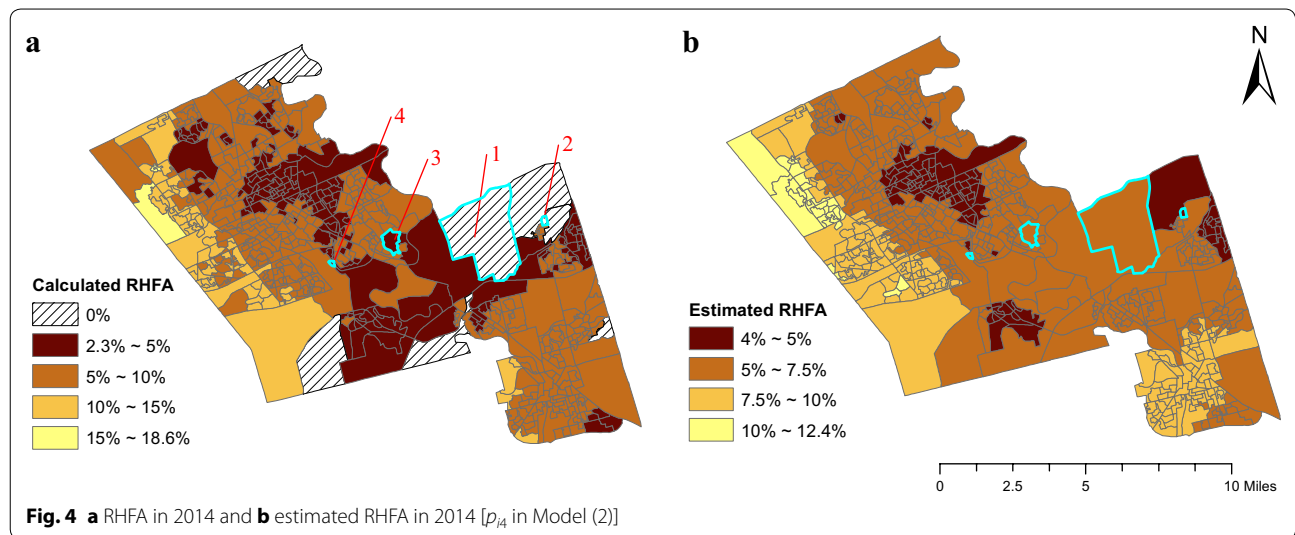 a
4
3
1
2
Calculated RHFA
0%
2.3% ~ 5%
5% ~ 10%
10% ~ 15%
15% ~ 18.6%
b
N
Estimated RHFA
4% ~ 5%
5% ~ 7.5%
7.5% ~ 10%
10% ~ 12.4%
0 2.5 5 10 Miles
Fig. 4 a RHFA in 2014 and b estimated RHFA in 2014 [pi4 in Model (2)]